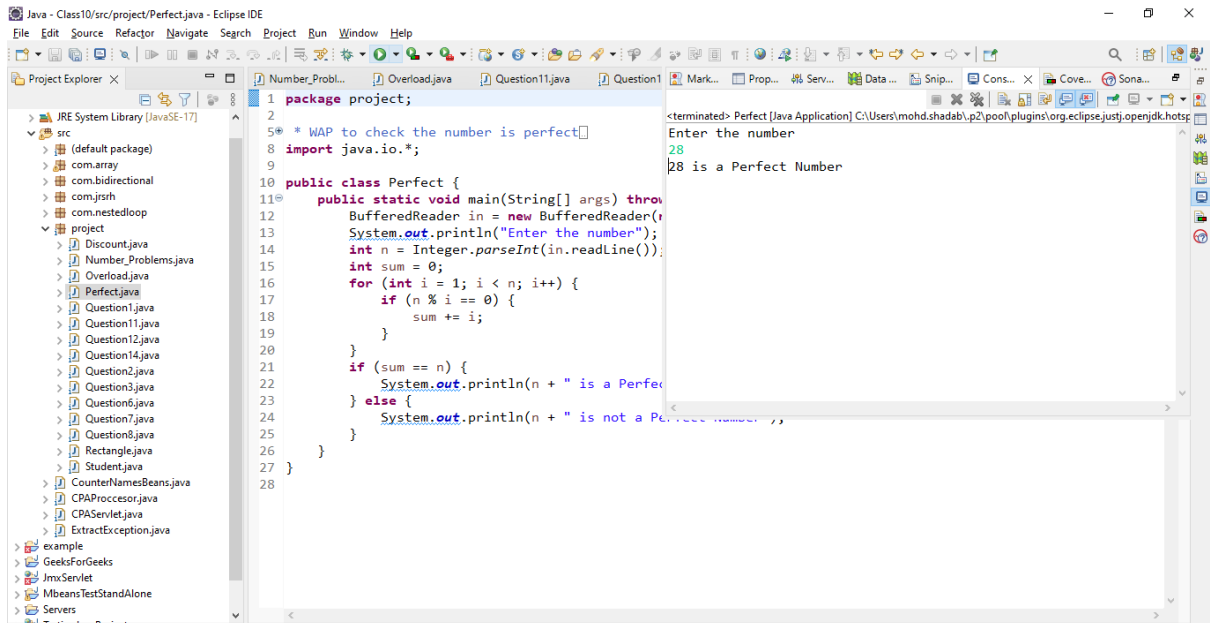 Java - Class10/src/project/Perfect.java - Eclipse IDE
File Edit Source Refactor Navigate Search Project Run Window Help
Project Explorer
JRE System Library [JavaSE-17]
src
(default package)
com.array
com.bidirectional
com.jrsrh
com.nestedloop
project
Discount.java
Number_Problems.java
Overload.java
Perfect.java
Question1.java
Question11.java
Question12.java
Question14.java
Question2.java
Question3.java
Question6.java
Question7.java
Question8.java
Rectangle.java
Student.java
CounterNamesBeans.java
CPAProccesor.java
CPAServlet.java
ExtractException.java
example
GeeksForGeeks
JmxServlet
MbeansTestStandAlone
Servers
Number_Probl... Overload.java Question11.java Question1
1 package project;
2
5 * WAP to check the number is perfect
8 import java.io.*;
9
10 public class Perfect {
11 public static void main(String[] args) throw
12 BufferedReader in = new BufferedReader(
13 System.out.println("Enter the number");
14 int n = Integer.parseInt(in.readLine());
15 int sum = 0;
16 for (int i = 1; i < n; i++) {
17 if (n % i == 0) {
18 sum += i;
19 }
20 }
21 if (sum == n) {
22 System.out.println(n + " is a Perfec
23 } else {
24 System.out.println(n + " is not a Perfect Number");
25 }
26 }
27 }
28
Mark... Prop... Serv... Data ... Snip... Cons... Cove... Sona...
<terminated> Perfect [Java Application] C:\Users\mohd.shadab\.p2\pool\plugins\org.eclipse.justj.openjdk.hotsp
Enter the number
28
28 is a Perfect Number